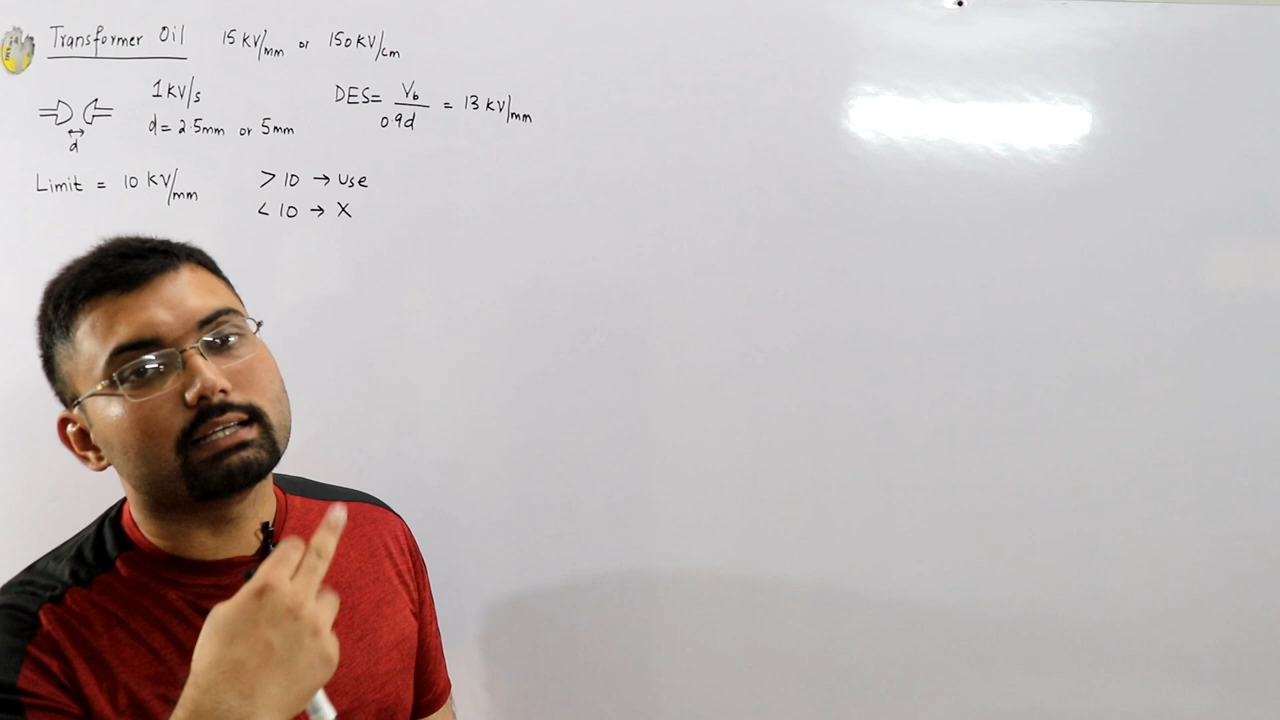 Transformer Oil 15 KV/mm or 150 KV/cm
1 KV/s
d = 2.5mm or 5mm
DES = Vb / 0.9d = 13 KV/mm
d
Limit = 10 KV/mm > 10 → use
< 10 → X